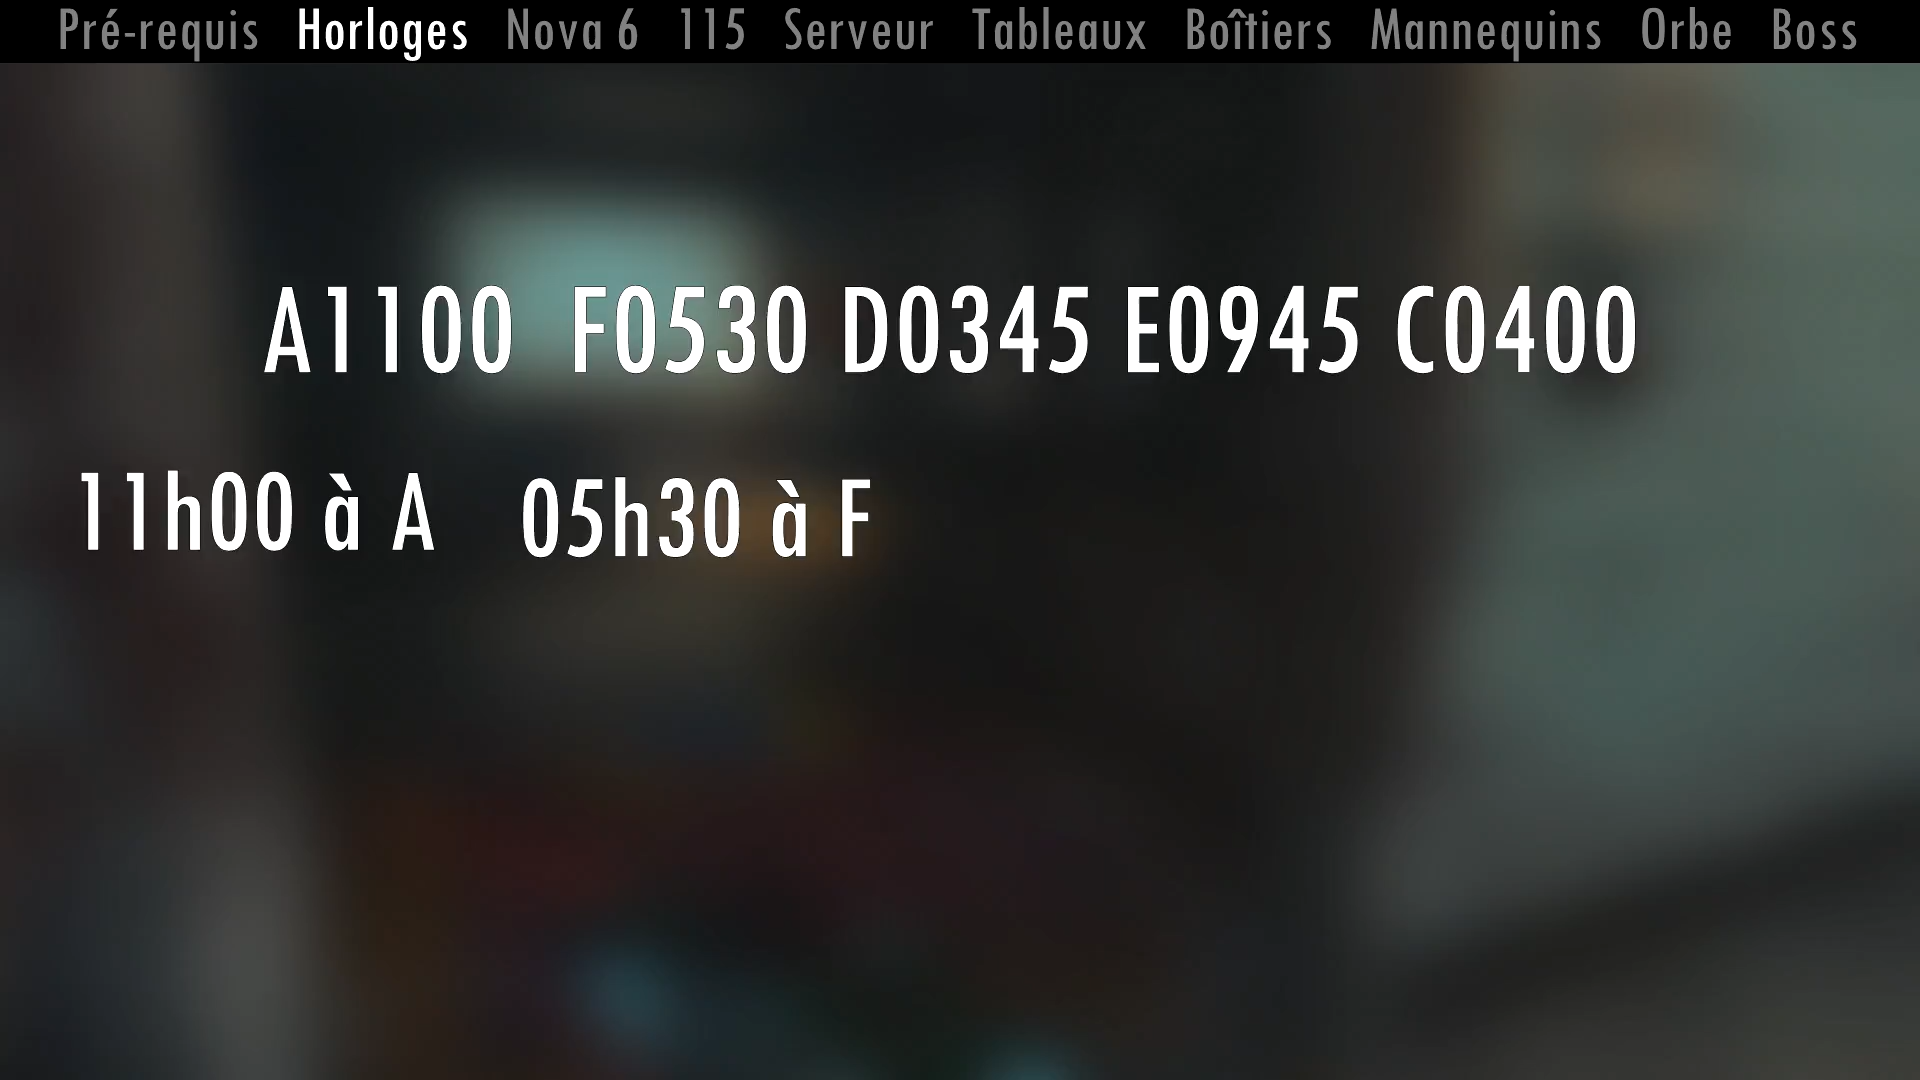 Pré-requis Horloges Nova 6 115 Serveur Tableaux Boîtiers Mannequins Orbe Boss
A1100 F0530 D0345 E0945 C0400
11h00 à A 05h30 à F